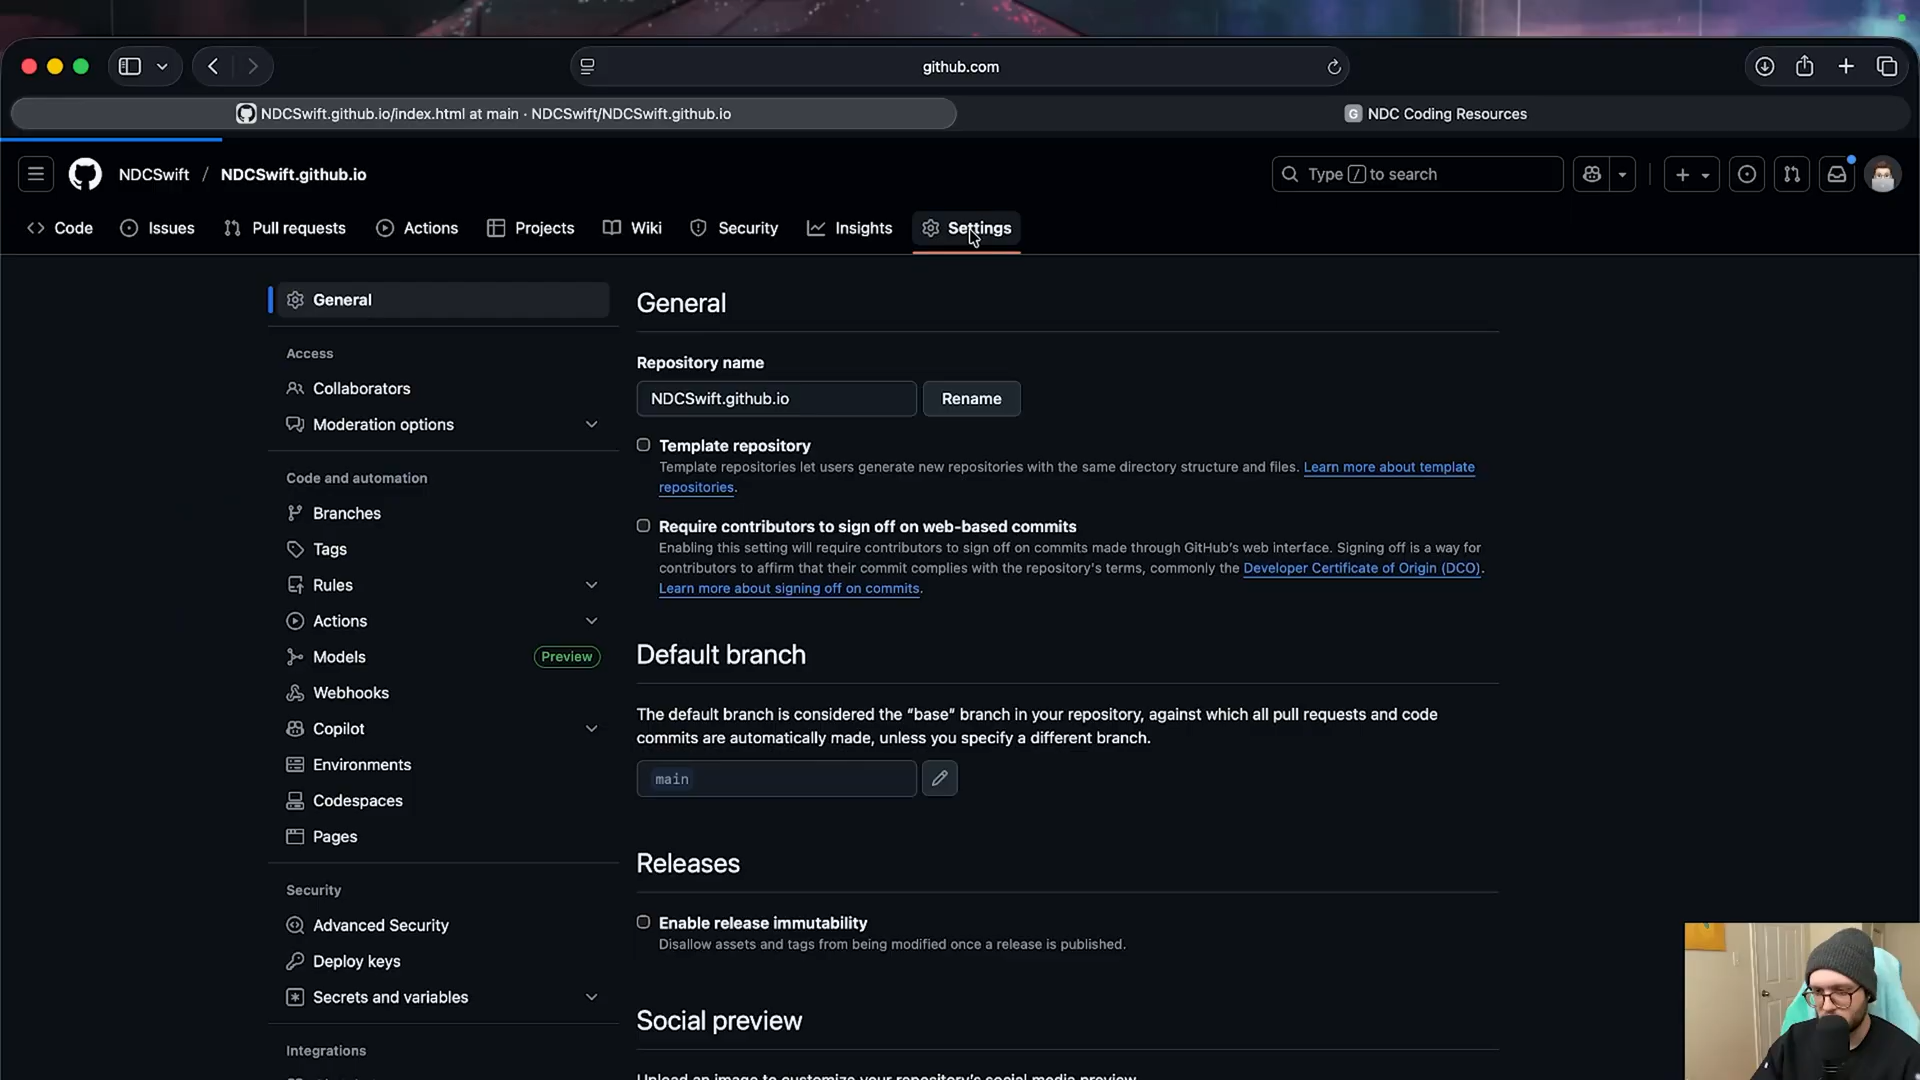 github.com
NDCSwift.github.io/index.html at main · NDCSwift/NDCSwift.github.io
G NDC Coding Resources
NDCSwift / NDCSwift.github.io
Type / to search
Code
Issues
Pull requests
Actions
Projects
Wiki
Security
Insights
Settings
General
Access
Collaborators
Moderation options
Code and automation
Branches
Tags
Rules
Actions
Models
Preview
Webhooks
Copilot
Environments
Codespaces
Pages
Security
Advanced Security
Deploy keys
Secrets and variables
Integrations
General
Repository name
NDCSwift.github.io
Rename
Template repository
Template repositories let users generate new repositories with the same directory structure and files. Learn more about template
repositories.
Require contributors to sign off on web-based commits
Enabling this setting will require contributors to sign off on commits made through GitHub's web interface. Signing off is a way for
contributors to affirm that their commit complies with the repository's terms, commonly the Developer Certificate of Origin (DCO).
Learn more about signing off on commits.
Default branch
The default branch is considered the “base” branch in your repository, against which all pull requests and code
commits are automatically made, unless you specify a different branch.
main
Releases
Enable release immutability
Disallow assets and tags from being modified once a release is published.
Social preview
Upload an image to customize your repository's social media preview.